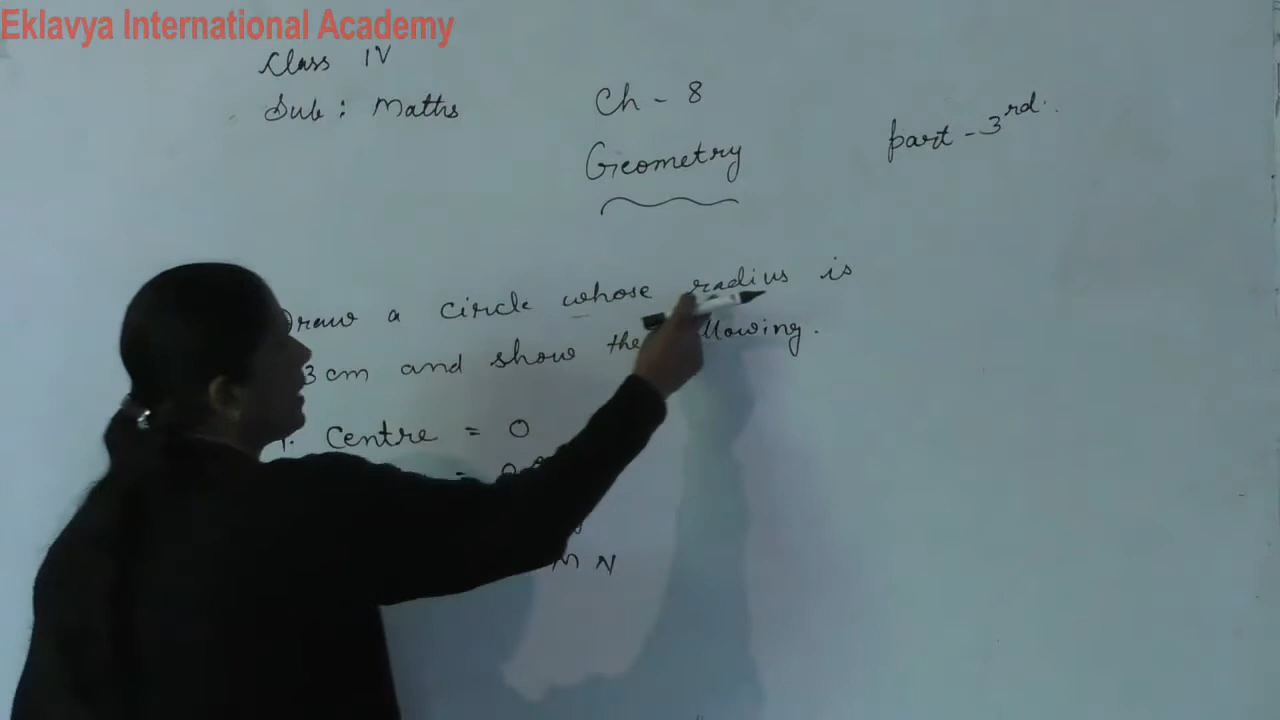 Eklavya International Academy
Class IV
Sub : Maths
Ch - 8
part - 3rd.
Geometry
Draw a circle whose radius is
3 cm and show the following.
1. Centre = O
=
M N